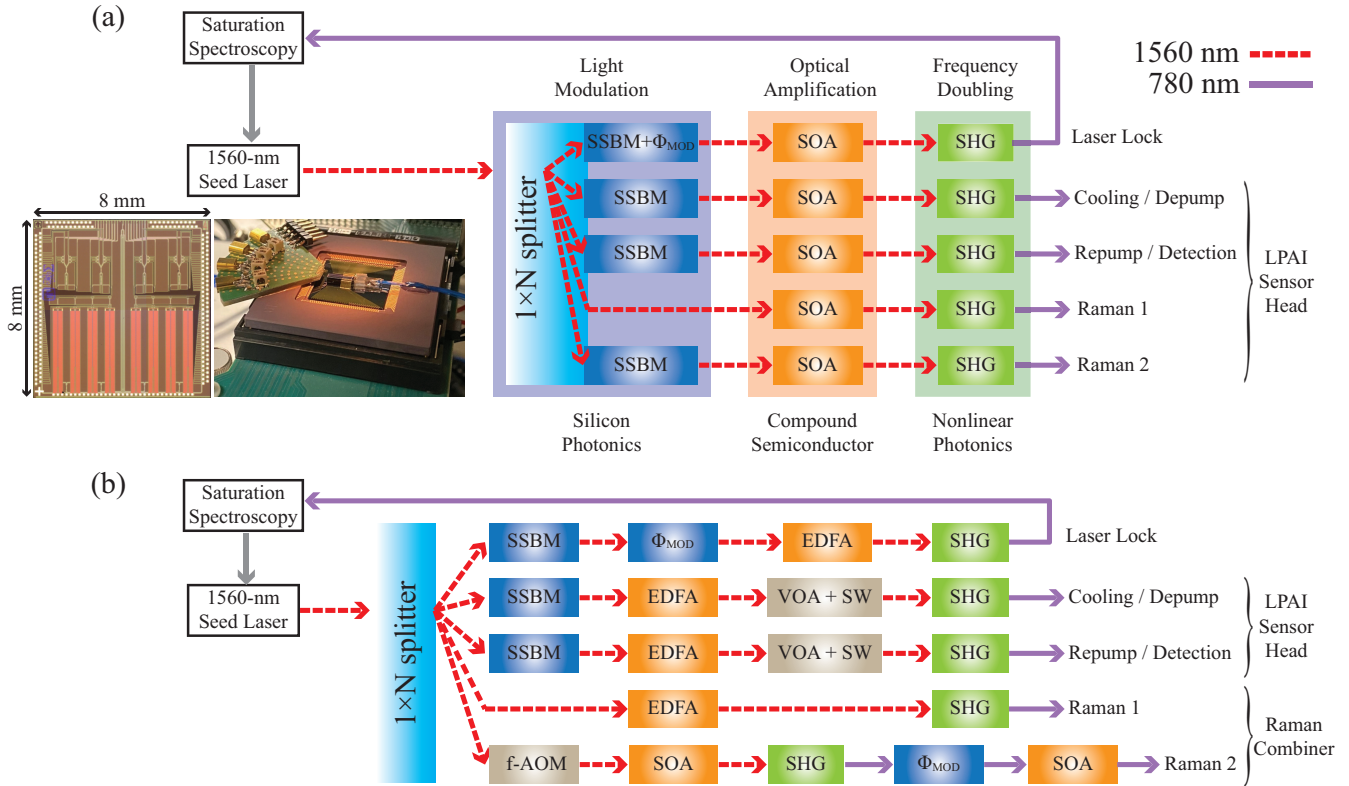 (a)
Saturation
Spectroscopy
1560-nm
Seed Laser
8 mm
8 mm
Light
Modulation
Optical
Amplification
Frequency
Doubling
1560 nm
780 nm
1×N splitter
SSBM+ΦMOD
SOA
SHG
Laser Lock
SSBM
SOA
SHG
Cooling / Depump
SSBM
SOA
SHG
Repump / Detection
SOA
SHG
Raman 1
SSBM
SOA
SHG
Raman 2
LPAI
Sensor
Head
Silicon
Photonics
Compound
Semiconductor
Nonlinear
Photonics
(b)
Saturation
Spectroscopy
1560-nm
Seed Laser
1×N splitter
SSBM
ΦMOD
EDFA
SHG
Laser Lock
SSBM
EDFA
VOA + SW
SHG
Cooling / Depump
SSBM
EDFA
VOA + SW
SHG
Repump / Detection
LPAI
Sensor
Head
EDFA
SHG
Raman 1
f-AOM
SOA
SHG
ΦMOD
SOA
Raman 2
Raman
Combiner